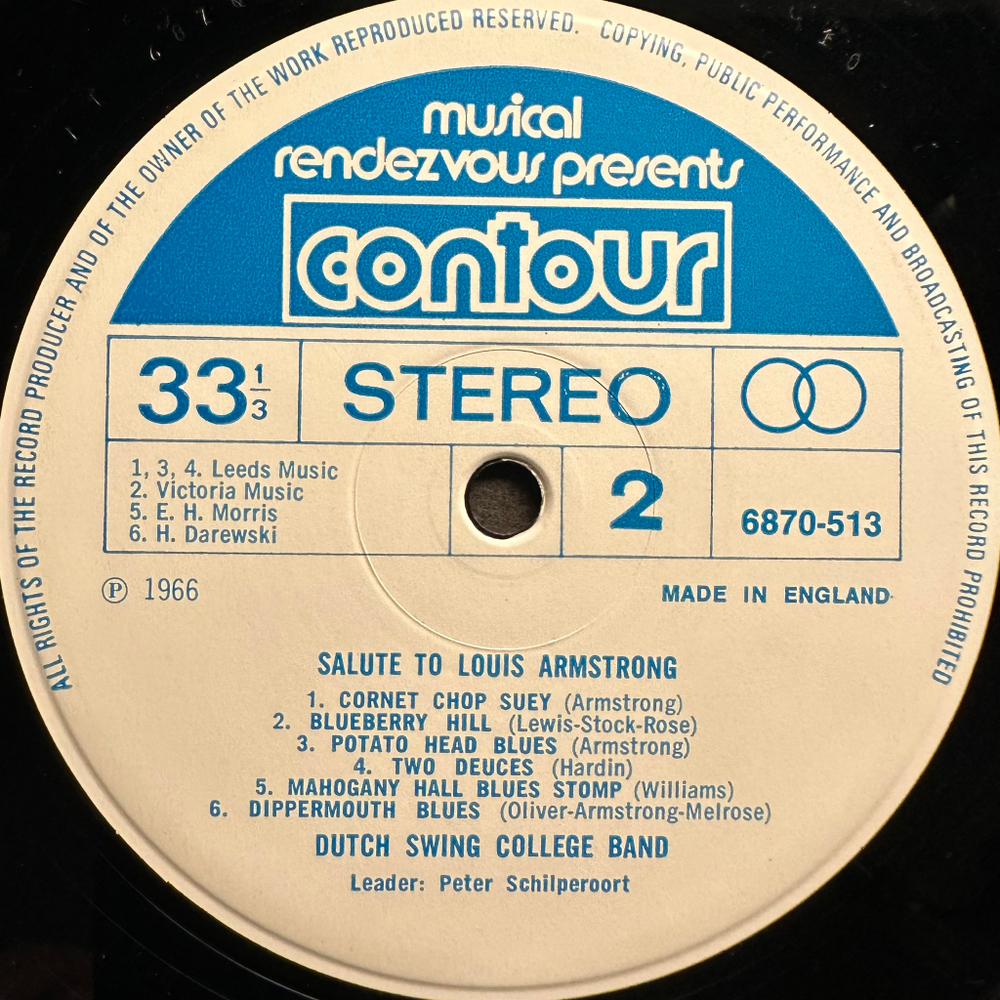 ALL RIGHTS OF THE RECORD PRODUCER AND OF THE OWNER OF THE WORK REPRODUCED RESERVED. COPYING, PUBLIC PERFORMANCE AND BROADCASTING OF THIS RECORD PROHIBITED
musical
rendezvous presents
contour
33 1/3
STEREO
1, 3, 4. Leeds Music
2. Victoria Music
5. E. H. Morris
6. H. Darewski
2
6870-513
Ⓟ 1966
MADE IN ENGLAND
SALUTE TO LOUIS ARMSTRONG
1. CORNET CHOP SUEY (Armstrong)
2. BLUEBERRY HILL (Lewis-Stock-Rose)
3. POTATO HEAD BLUES (Armstrong)
4. TWO DEUCES (Hardin)
5. MAHOGANY HALL BLUES STOMP (Williams)
6. DIPPERMOUTH BLUES (Oliver-Armstrong-Melrose)
DUTCH SWING COLLEGE BAND
Leader: Peter Schilperoort